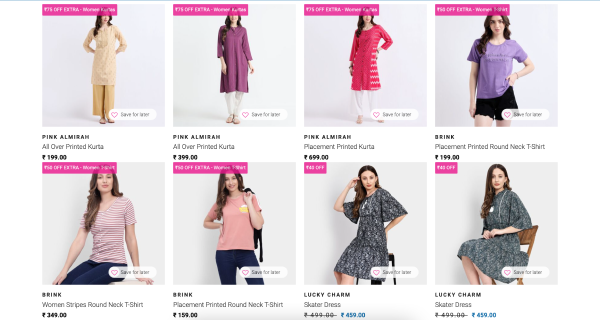 ₹75 OFF EXTRA - Women Kurtas
₹75 OFF EXTRA - Women Kurtas
₹75 OFF EXTRA - Women Kurtas
₹50 OFF EXTRA - Women T-shirt
Save for later
Save for later
Save for later
Save for later
PINK ALMIRAH
PINK ALMIRAH
PINK ALMIRAH
BRINK
All Over Printed Kurta
All Over Printed Kurta
Placement Printed Kurta
Placement Printed Round Neck T-Shirt
₹ 199.00
₹ 399.00
₹ 699.00
₹ 199.00
₹50 OFF EXTRA - Women T-shirt
₹50 OFF EXTRA - Women T-shirt
₹40 OFF
₹40 OFF
Save for later
Save for later
Save for later
Save for later
BRINK
BRINK
LUCKY CHARM
LUCKY CHARM
Women Stripes Round Neck T-Shirt
Placement Printed Round Neck T-Shirt
Skater Dress
Skater Dress
₹ 349.00
₹ 159.00
₹ 499.00 ₹ 459.00
₹ 499.00 ₹ 459.00